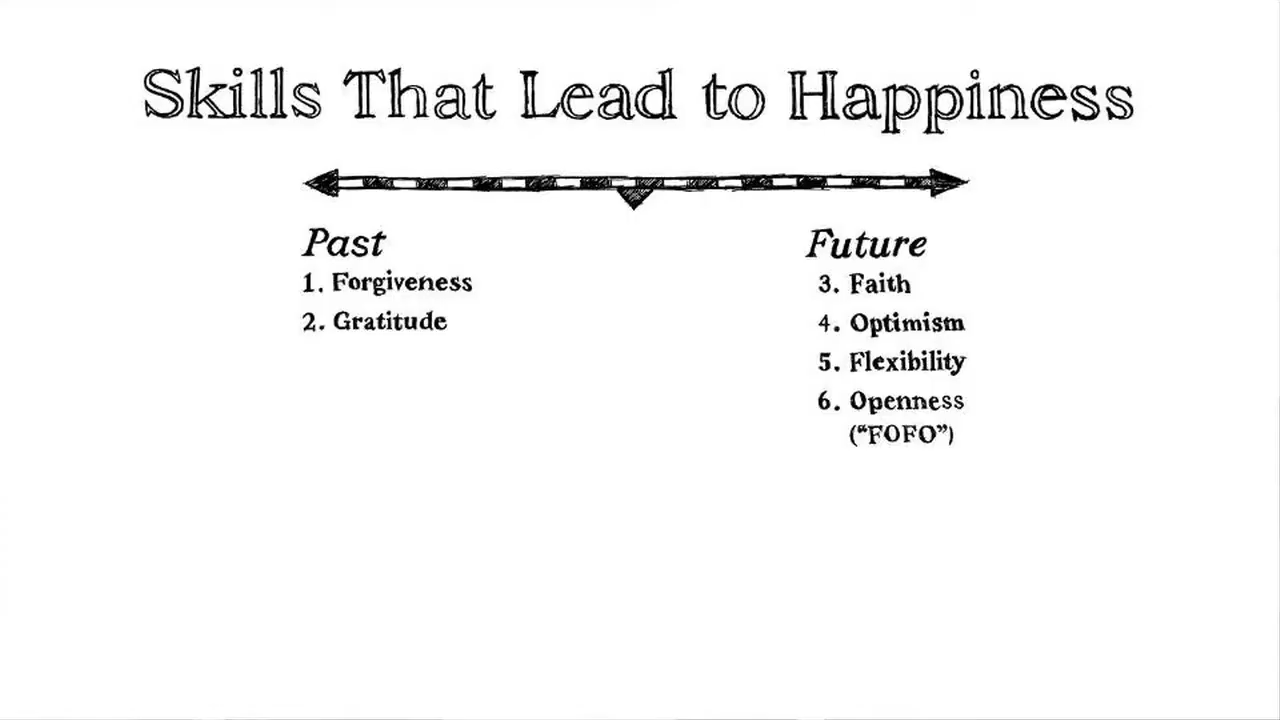 Skills That Lead to Happiness
Past
1. Forgiveness
2. Gratitude
Future
3. Faith
4. Optimism
5. Flexibility
6. Openness
("FOFO")